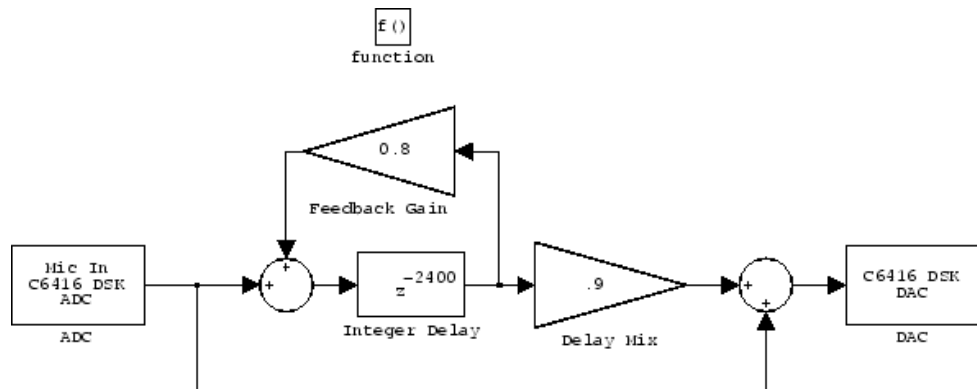 f()
function
0.8
Feedback Gain
Mic In
C6416 DSK
ADC
ADC
+
+
z-2400
Integer Delay
.9
Delay Mix
+
+
C6416 DSK
DAC
DAC